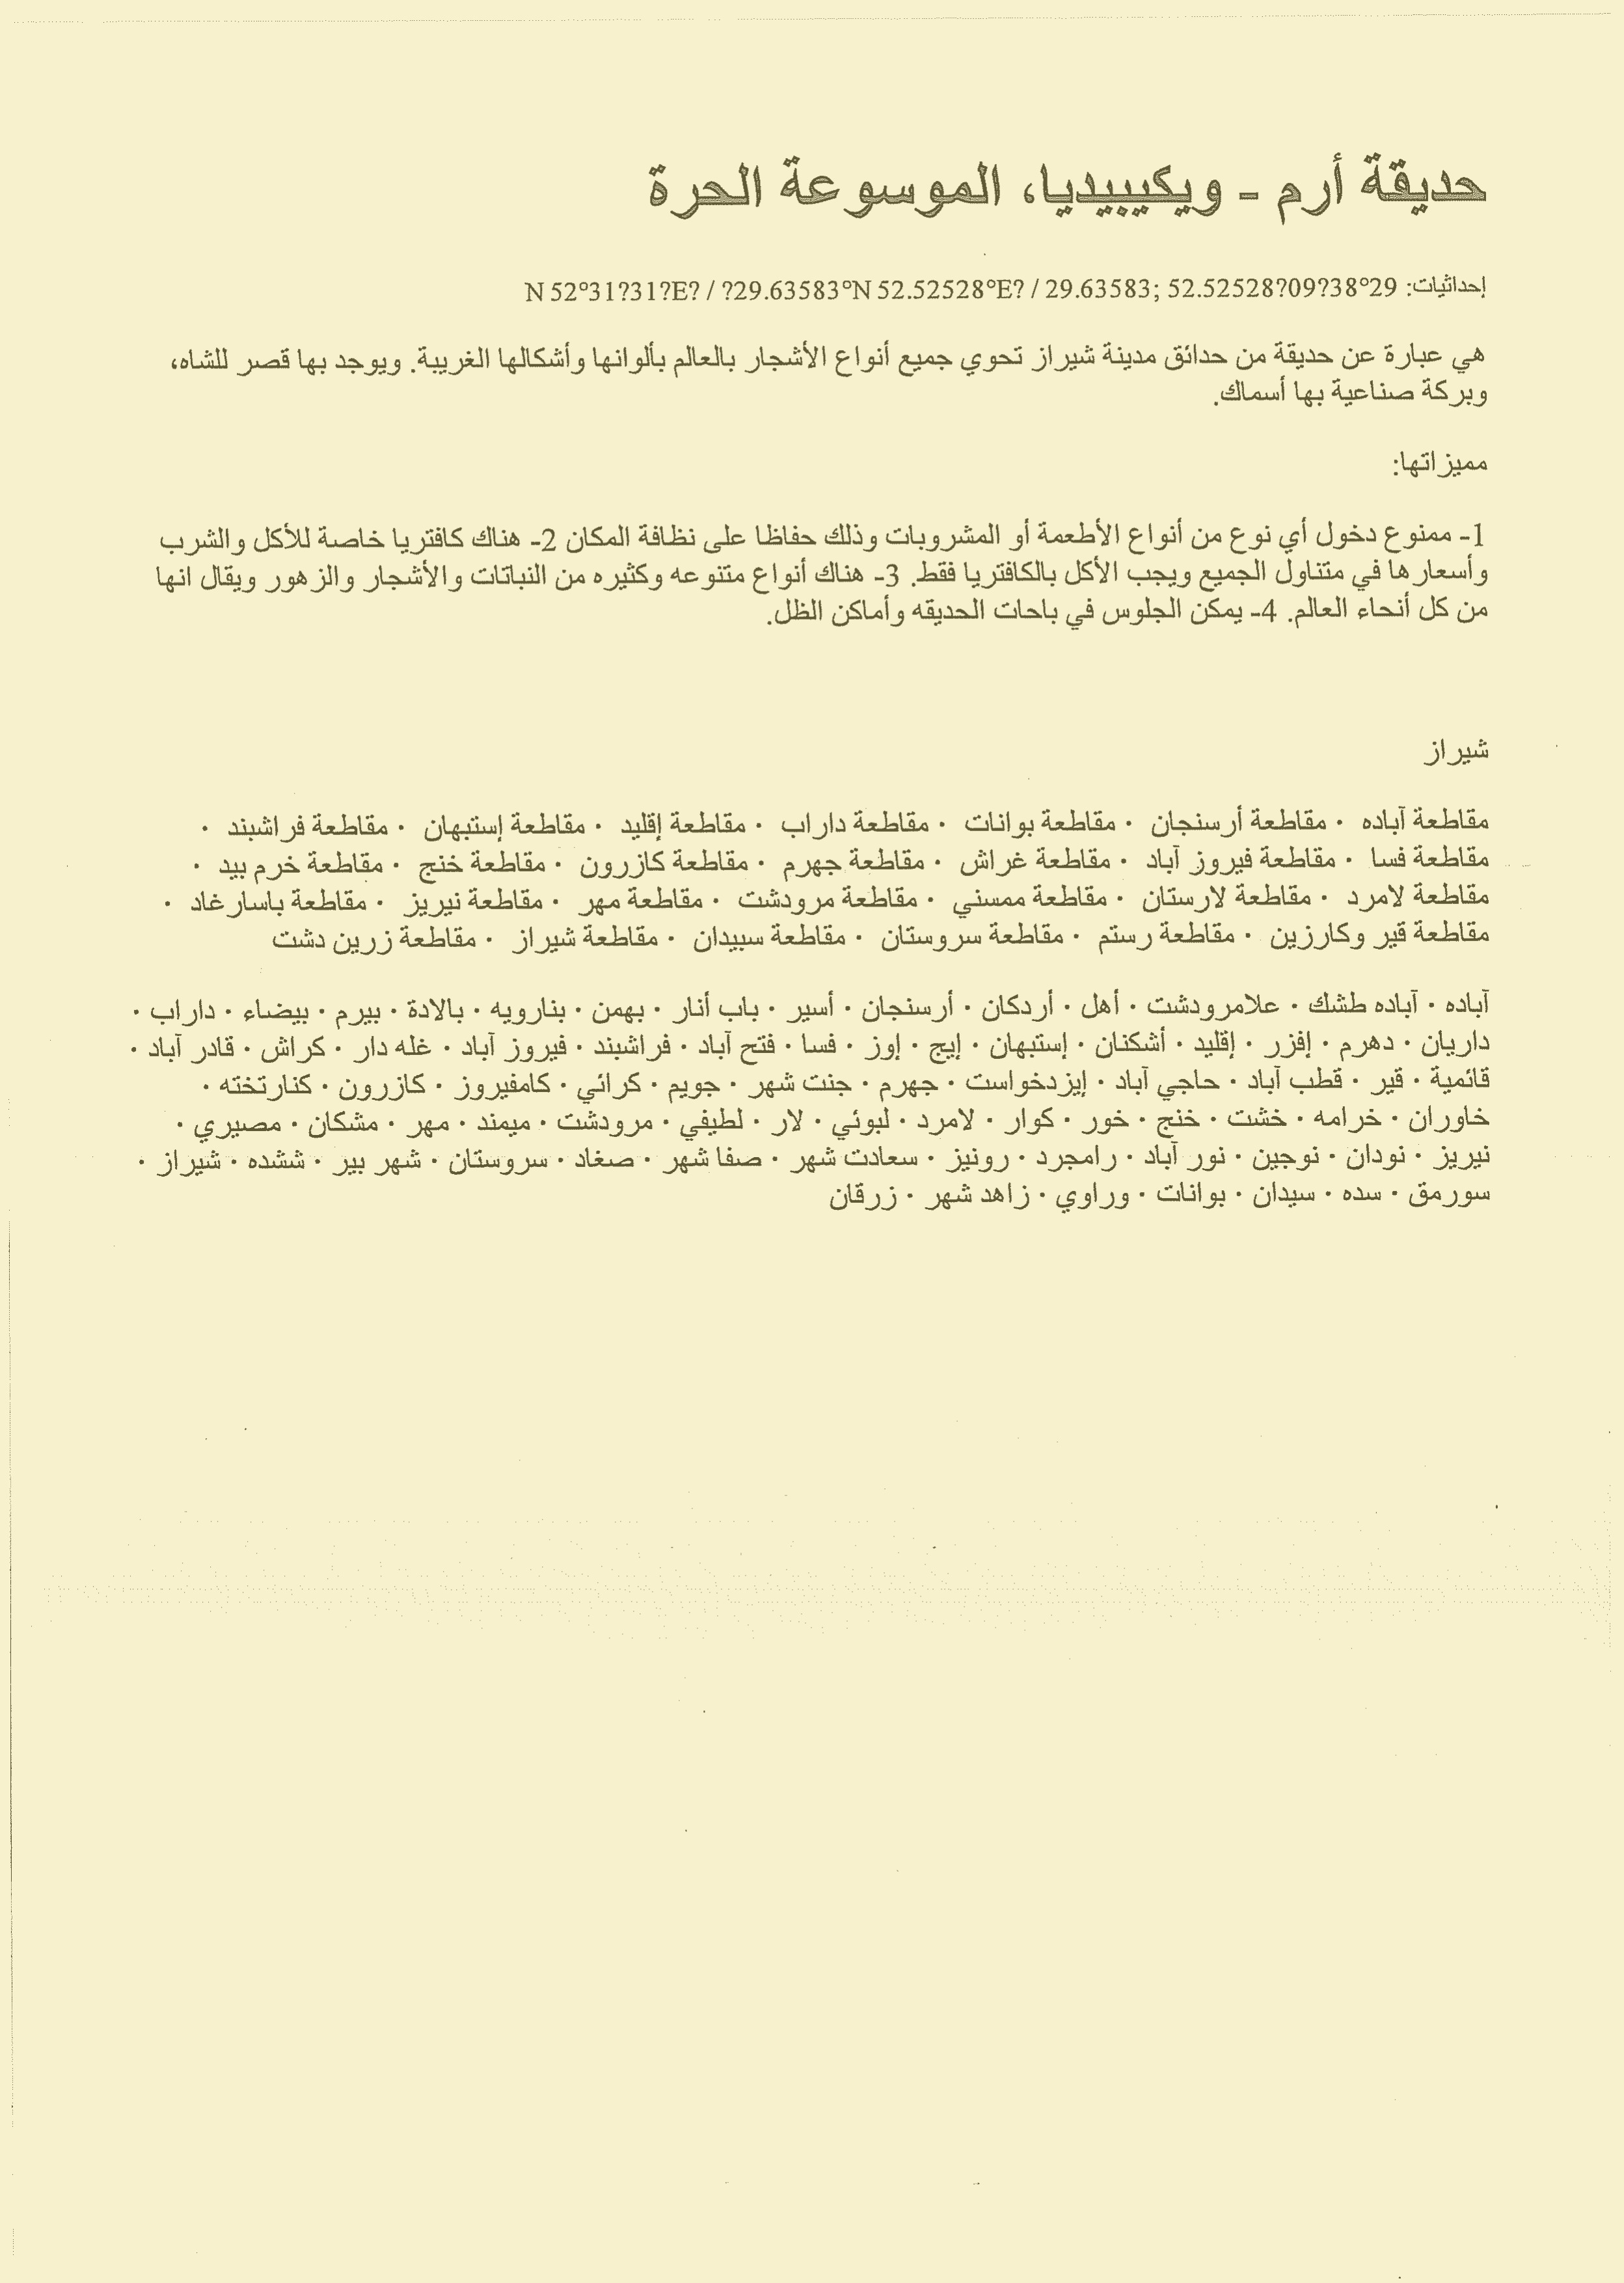 حديقة أرم - ويكيبيديا، الموسوعة الحرة
إحداثيات: 29°38?09?N 52°31?31?E? / ?29.63583°N 52.52528°E? / 29.63583; 52.52528
هي عبارة عن حديقة من حدائق مدينة شيراز تحوي جميع أنواع الأشجار بالعالم بألوانها وأشكالها الغريبة. ويوجد بها قصر للشاه،
وبركة صناعية بها أسماك.
مميزاتها:
1- ممنوع دخول أي نوع من أنواع الأطعمة أو المشروبات وذلك حفاظا على نظافة المكان 2- هناك كافتريا خاصة للأكل والشرب
وأسعارها في متناول الجميع ويجب الأكل بالكافتريا فقط. 3- هناك أنواع متنوعه وكثيره من النباتات والأشجار والزهور ويقال انها
من كل أنحاء العالم. 4- يمكن الجلوس في باحات الحديقه وأماكن الظل.
شيراز
مقاطعة آباده · مقاطعة أرسنجان · مقاطعة بوانات · مقاطعة داراب · مقاطعة إقليد · مقاطعة إستبهان · مقاطعة فراشبند ·
مقاطعة فسا · مقاطعة فيروز آباد · مقاطعة غراش · مقاطعة جهرم · مقاطعة كازرون · مقاطعة خنج · مقاطعة خرم بيد ·
مقاطعة لامرد · مقاطعة لارستان · مقاطعة ممسني · مقاطعة مرودشت · مقاطعة مهر · مقاطعة نيريز · مقاطعة باسارغاد ·
مقاطعة قير وكارزين · مقاطعة رستم · مقاطعة سروستان · مقاطعة سبيدان · مقاطعة شيراز · مقاطعة زرين دشت
آباده · آباده طشك · علامرودشت · أهل · أردكان · أرسنجان · أسير · باب أنار · بهمن · بنارويه · بالادة · بيرم · بيضاء · داراب ·
داريان · دهرم · إفزر · إقليد · أشكنان · إستبهان · إيج · إوز · فسا · فتح آباد · فراشبند · فيروز آباد · غله دار · كراش · قادر آباد ·
قائمية · قير · قطب آباد · حاجي آباد · إيزدخواست · جهرم · جنت شهر · جويم · كرائي · كامفيروز · كازرون · كنارتخته ·
خاوران · خرامه · خشت · خنج · خور · كوار · لامرد · لبوئي · لار · لطيفي · مرودشت · ميمند · مهر · مشكان · مصيري ·
نيريز · نودان · نوجين · نور آباد · رامجرد · رونيز · سعادت شهر · صفا شهر · صغاد · سروستان · شهر بير · ششده · شيراز ·
سورمق · سده · سيدان · بوانات · وراوي · زاهد شهر · زرقان